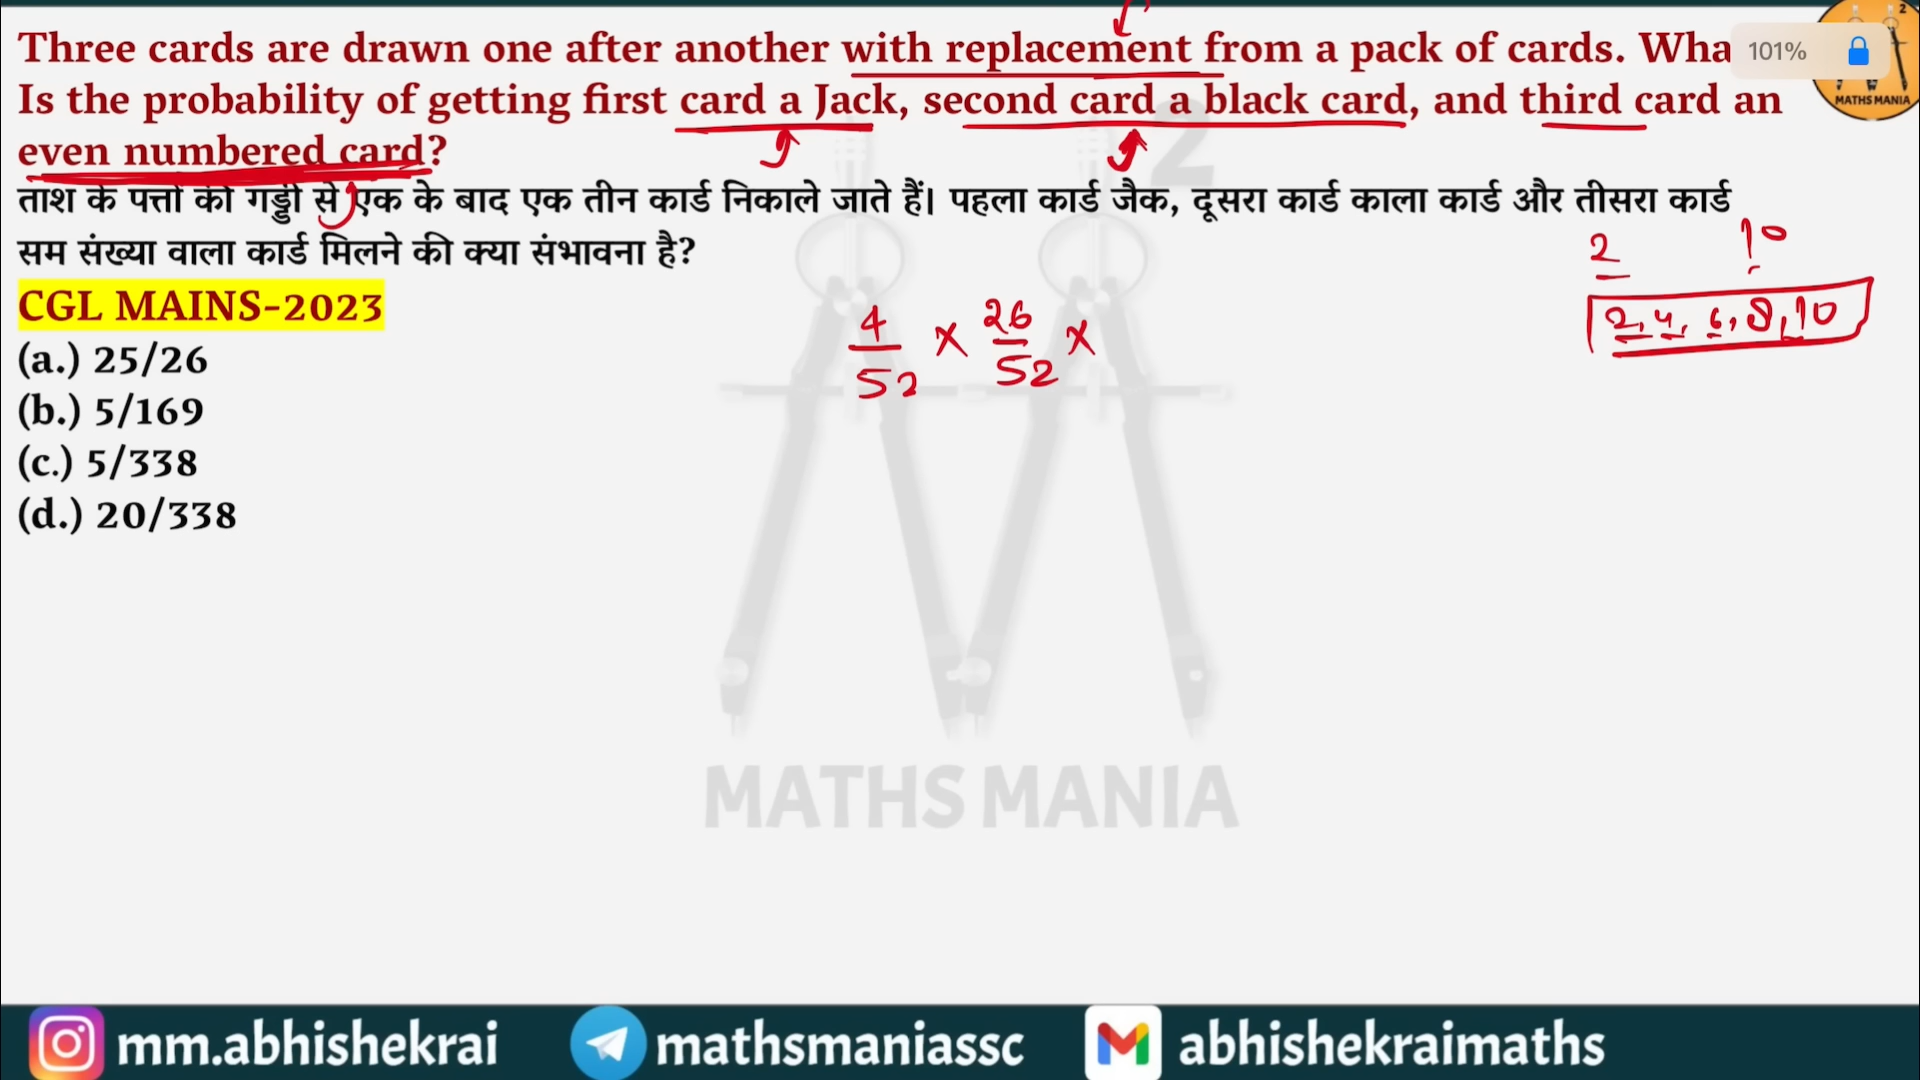 Three cards are drawn one after another with replacement from a pack of cards. Wha
101%
Is the probability of getting first card a Jack, second card a black card, and third card an
MATHS MANIA
even numbered card?
ताश के पत्तों की गड्डी से एक के बाद एक तीन कार्ड निकाले जाते हैं। पहला कार्ड जैक, दूसरा कार्ड काला कार्ड और तीसरा कार्ड
सम संख्या वाला कार्ड मिलने की क्या संभावना है?
2 10
2, 4, 6, 8, 10
CGL MAINS-2023
4/52 × 26/52 ×
(a.) 25/26
(b.) 5/169
(c.) 5/338
(d.) 20/338
2
MATHS MANIA
mm.abhishekrai mathsmaniassc abhishekraimaths